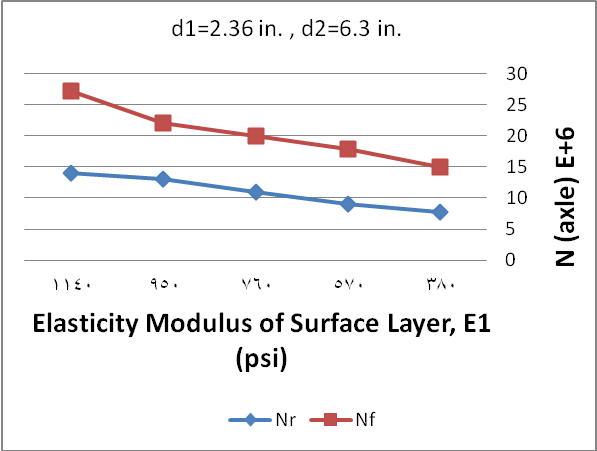 d1=2.36 in. , d2=6.3 in.
30
25
20
15
10
5
0
N (axle) E+6
١١٤٠ ٩٥٠ ٧٦٠ ٥٧٠ ٣٨٠
Elasticity Modulus of Surface Layer, E1
(psi)
Nr Nf